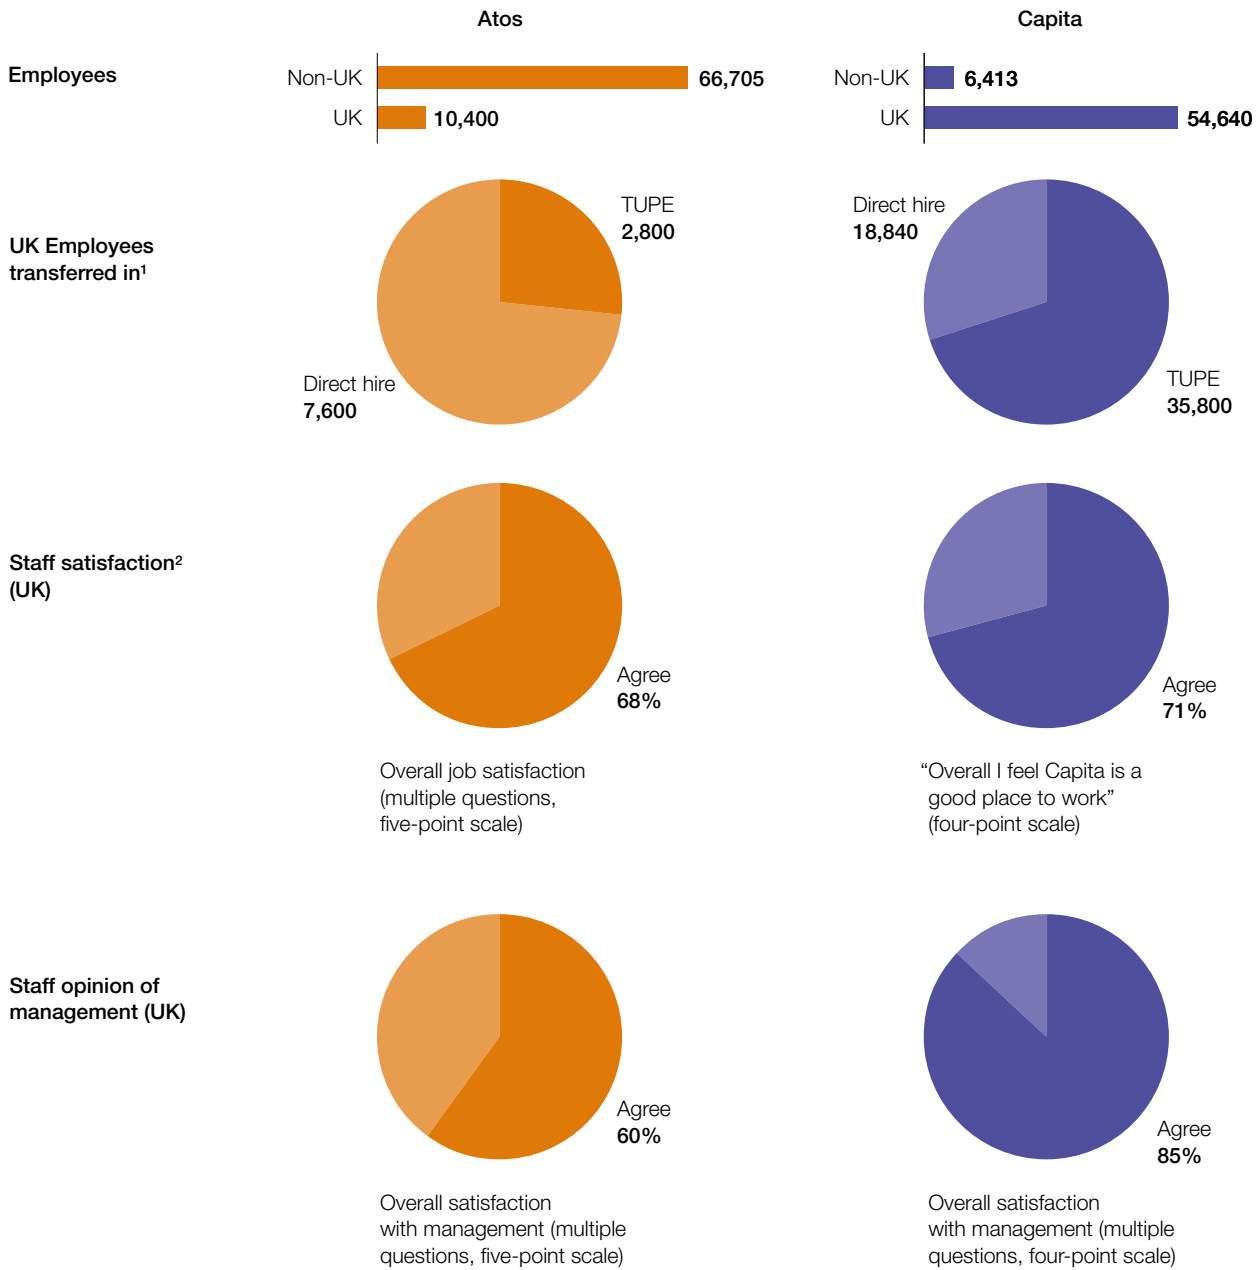 Atos
Capita
Employees
Non-UK
66,705
UK
10,400
Non-UK
6,413
UK
54,640
UK Employees
transferred in¹
TUPE
2,800
Direct hire
7,600
Direct hire
18,840
TUPE
35,800
Staff satisfaction²
(UK)
Agree
68%
Overall job satisfaction
(multiple questions,
five-point scale)
Agree
71%
“Overall I feel Capita is a
good place to work”
(four-point scale)
Staff opinion of
management (UK)
Agree
60%
Overall satisfaction
with management (multiple
questions, five-point scale)
Agree
85%
Overall satisfaction
with management (multiple
questions, four-point scale)